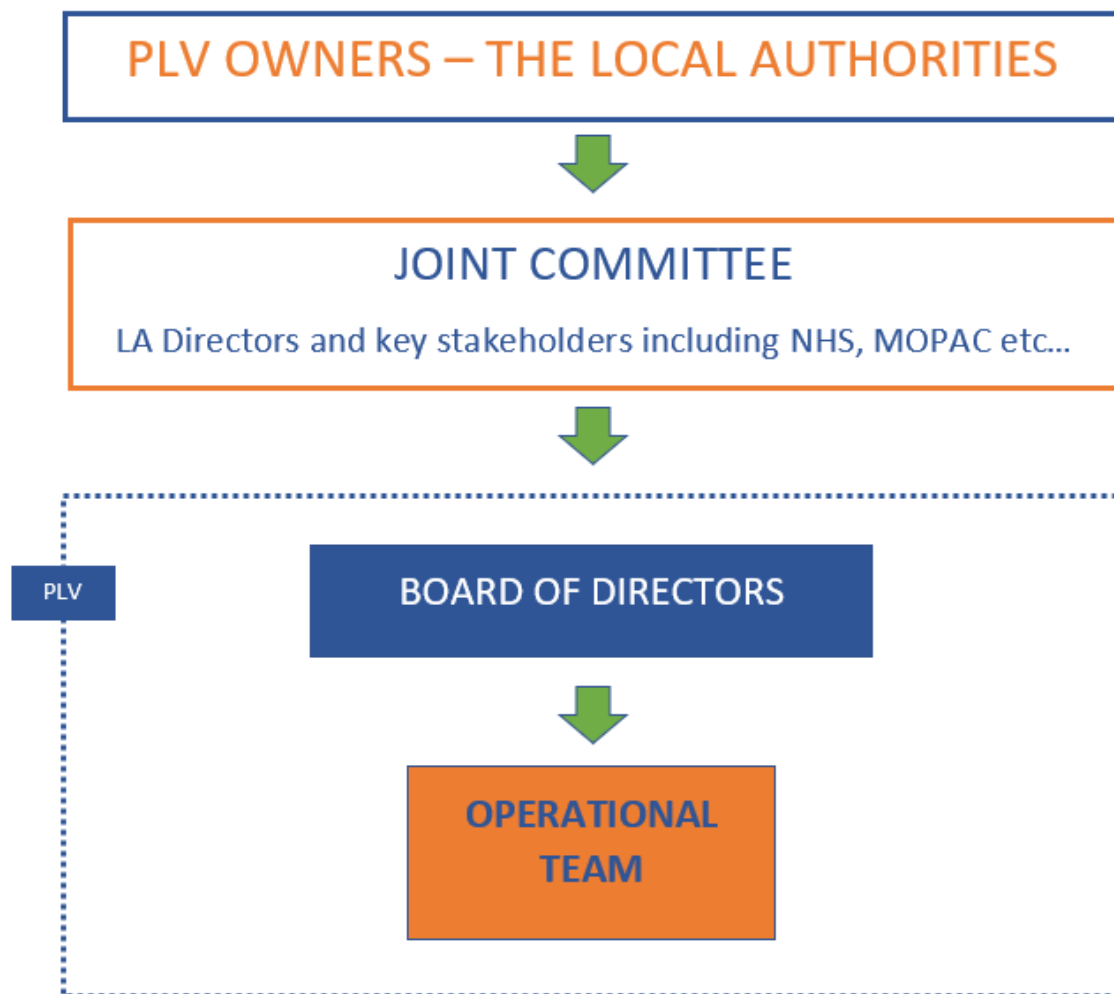 PLV OWNERS – THE LOCAL AUTHORITIES
JOINT COMMITTEE
LA Directors and key stakeholders including NHS, MOPAC etc…
PLV
BOARD OF DIRECTORS
OPERATIONAL
TEAM